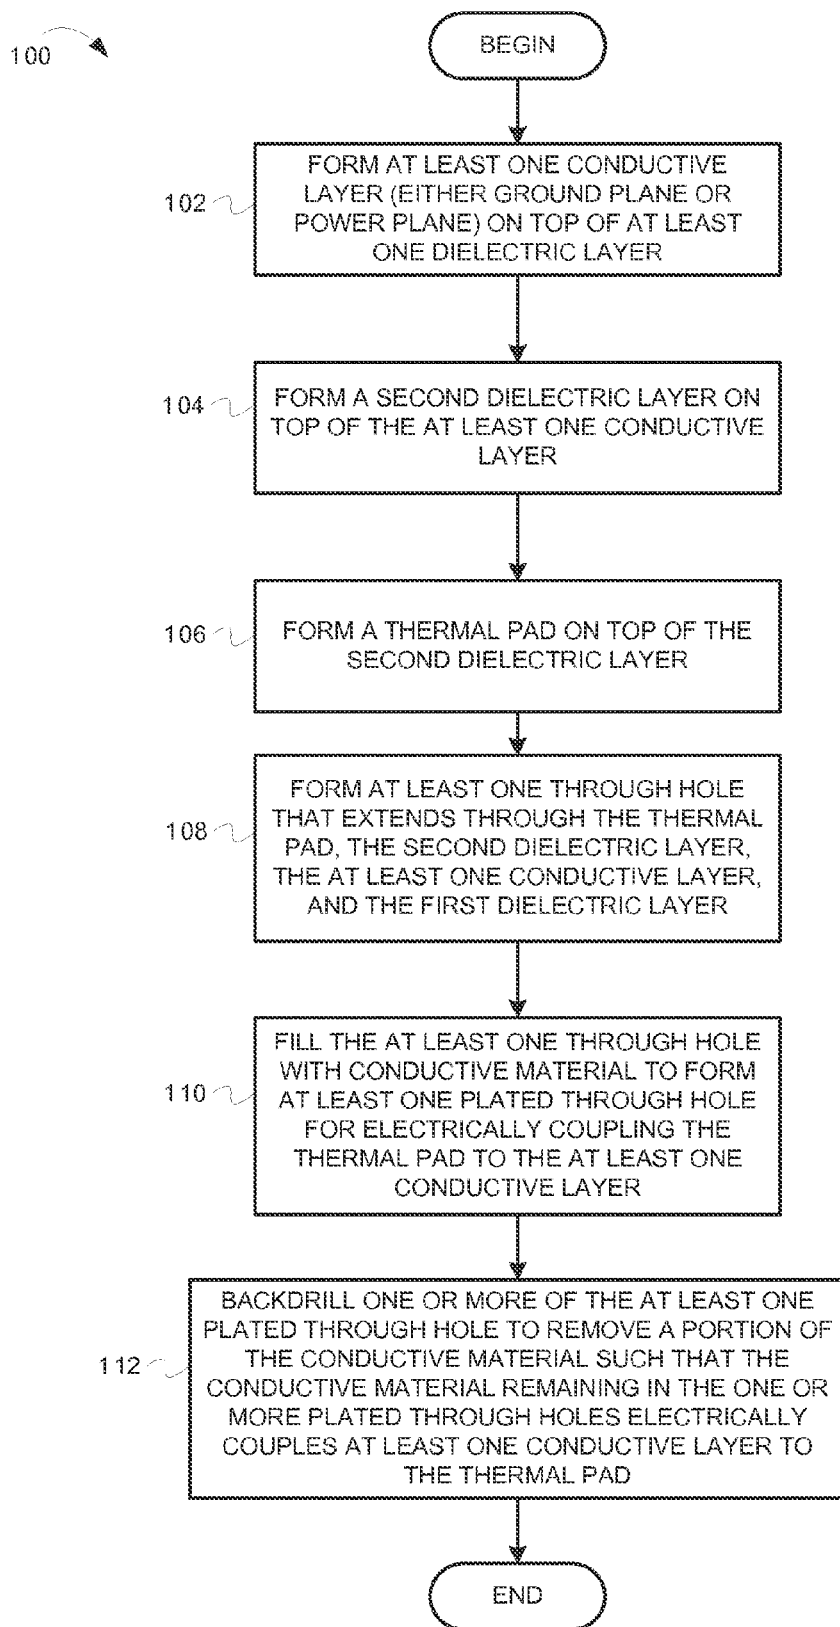 100
BEGIN
102
FORM AT LEAST ONE CONDUCTIVE
LAYER (EITHER GROUND PLANE OR
POWER PLANE) ON TOP OF AT LEAST
ONE DIELECTRIC LAYER
104
FORM A SECOND DIELECTRIC LAYER ON
TOP OF THE AT LEAST ONE CONDUCTIVE
LAYER
106
FORM A THERMAL PAD ON TOP OF THE
SECOND DIELECTRIC LAYER
108
FORM AT LEAST ONE THROUGH HOLE
THAT EXTENDS THROUGH THE THERMAL
PAD, THE SECOND DIELECTRIC LAYER,
THE AT LEAST ONE CONDUCTIVE LAYER,
AND THE FIRST DIELECTRIC LAYER
110
FILL THE AT LEAST ONE THROUGH HOLE
WITH CONDUCTIVE MATERIAL TO FORM
AT LEAST ONE PLATED THROUGH HOLE
FOR ELECTRICALLY COUPLING THE
THERMAL PAD TO THE AT LEAST ONE
CONDUCTIVE LAYER
112
BACKDRILL ONE OR MORE OF THE AT LEAST ONE
PLATED THROUGH HOLE TO REMOVE A PORTION OF
THE CONDUCTIVE MATERIAL SUCH THAT THE
CONDUCTIVE MATERIAL REMAINING IN THE ONE OR
MORE PLATED THROUGH HOLES ELECTRICALLY
COUPLES AT LEAST ONE CONDUCTIVE LAYER TO
THE THERMAL PAD
END